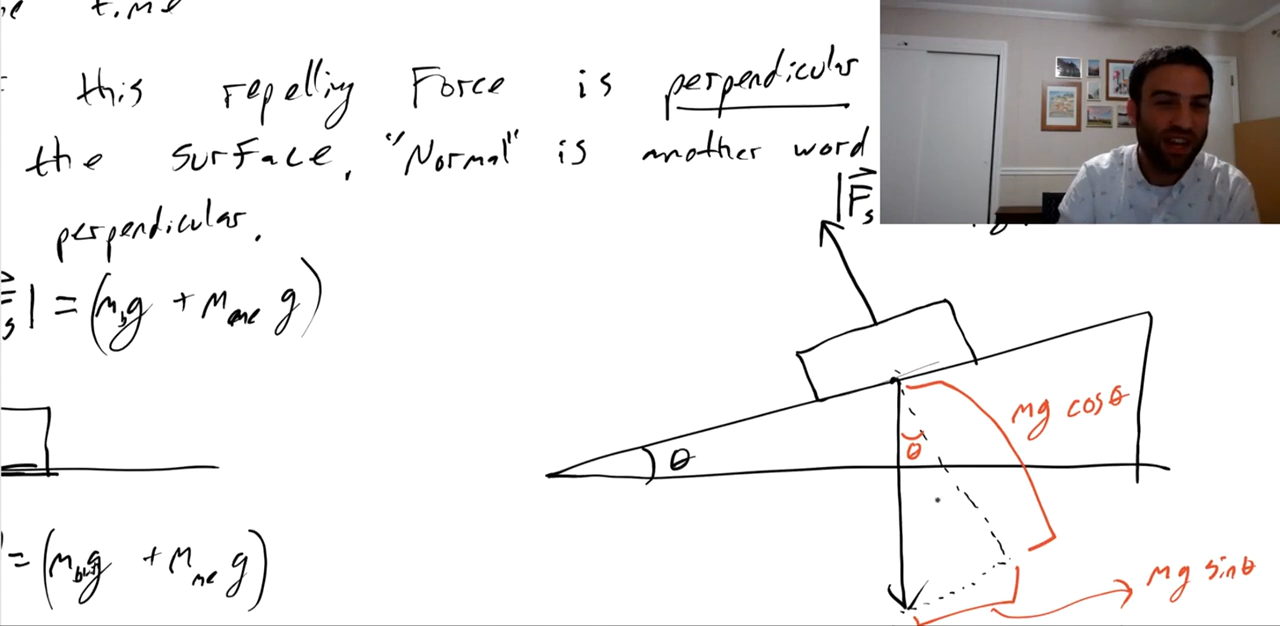 time
this repelling Force is perpendicular
the surface. "Normal" is another word
perpendicular.
|F⃗s
F⃗s| = (mbg + mme g)
θ
θ
mg cosθ
= (mbg + mme g)
mg sinθ